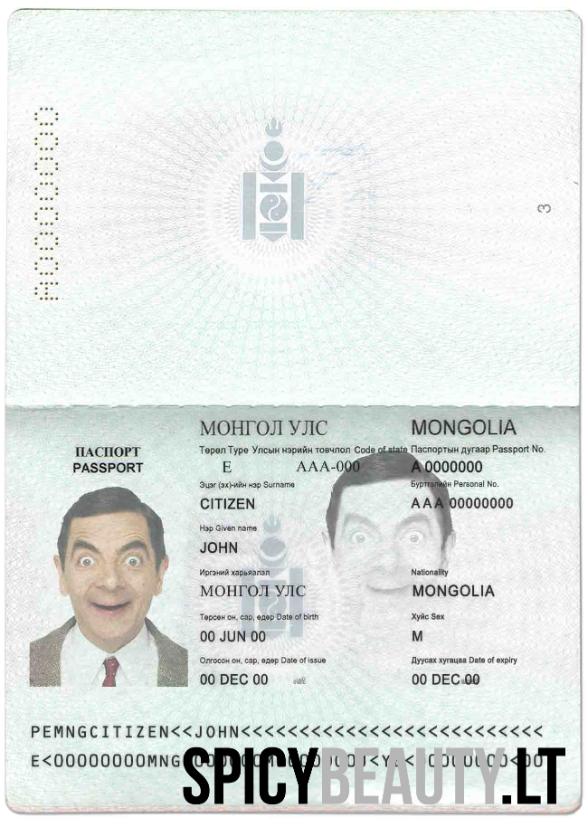 A0000000
3
МОНГОЛ УЛС MONGOLIA
ПАСПОРТ
PASSPORT
Төрөл Type Улсын нэрийн товчлол Code of state Паспортын дугаар Passport No.
E AAA-000 A 0000000
Эцэг (эх)-ийн нэр Surname Бүртгэлийн Personal No.
CITIZEN AAA 00000000
Нэр Given name
JOHN
Иргэний харьяалал Nationality
МОНГОЛ УЛС MONGOLIA
Төрсөн он, сар, өдөр Date of birth Хүйс Sex
00 JUN 00 M
Олгосон он, сар, өдөр Date of issue Дуусах хугацаа Date of expiry
00 DEC 00 00 DEC 00
PEMNGCITIZEN<<JOHN<<<<<<<<<<<<<<<<<<<<<<<<<<
SPICYBEAUTY.LT